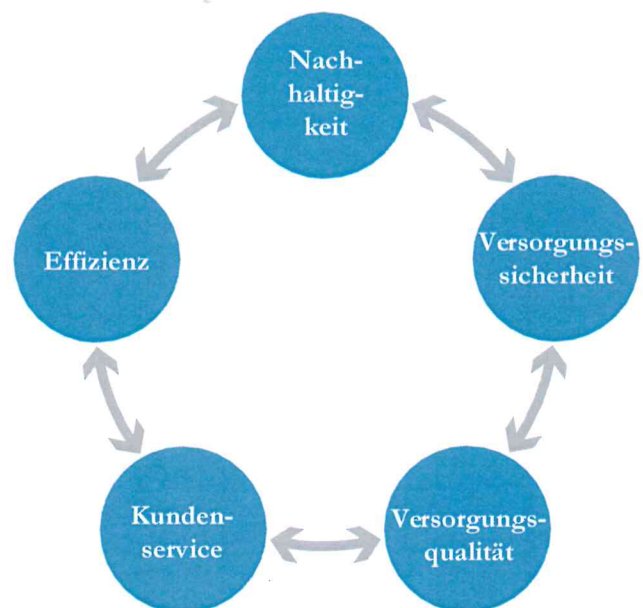 Nach-
haltig-
keit
Versorgungs-
sicherheit
Versorgungs-
qualität
Kunden-
service
Effizienz